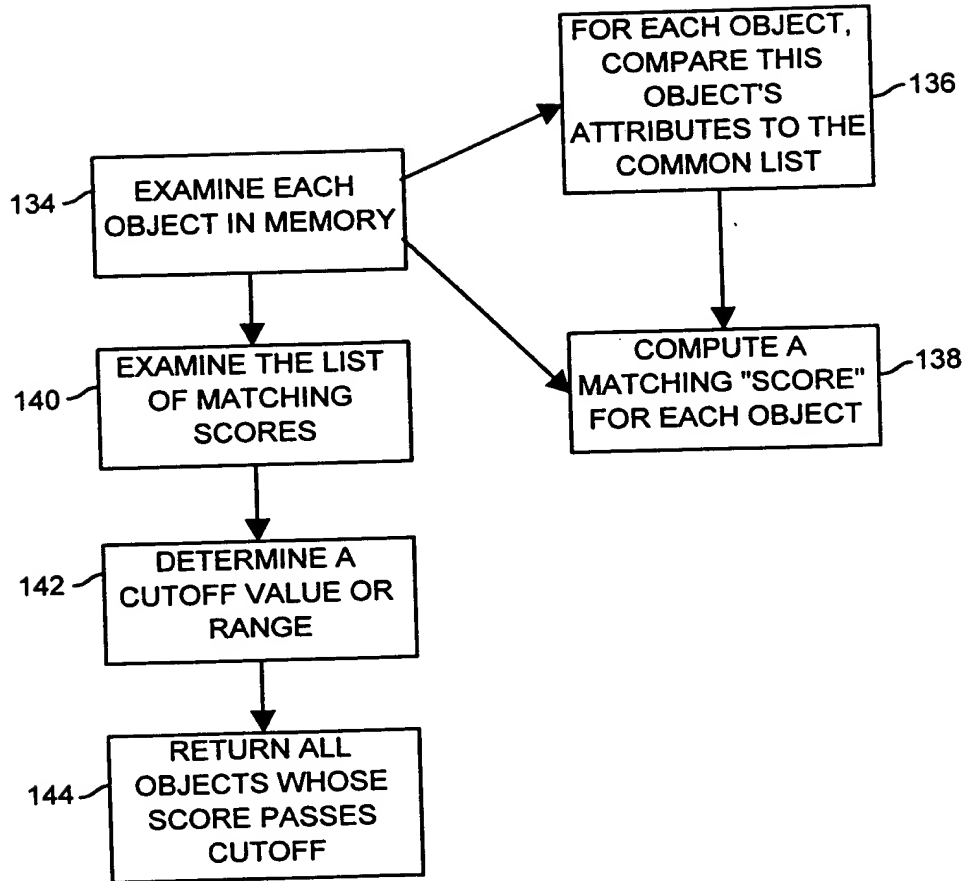 FOR EACH OBJECT,
COMPARE THIS
OBJECT'S
ATTRIBUTES TO THE
COMMON LIST
136
134
EXAMINE EACH
OBJECT IN MEMORY
COMPUTE A
MATCHING "SCORE"
FOR EACH OBJECT
138
140
EXAMINE THE LIST
OF MATCHING
SCORES
142
DETERMINE A
CUTOFF VALUE OR
RANGE
144
RETURN ALL
OBJECTS WHOSE
SCORE PASSES
CUTOFF